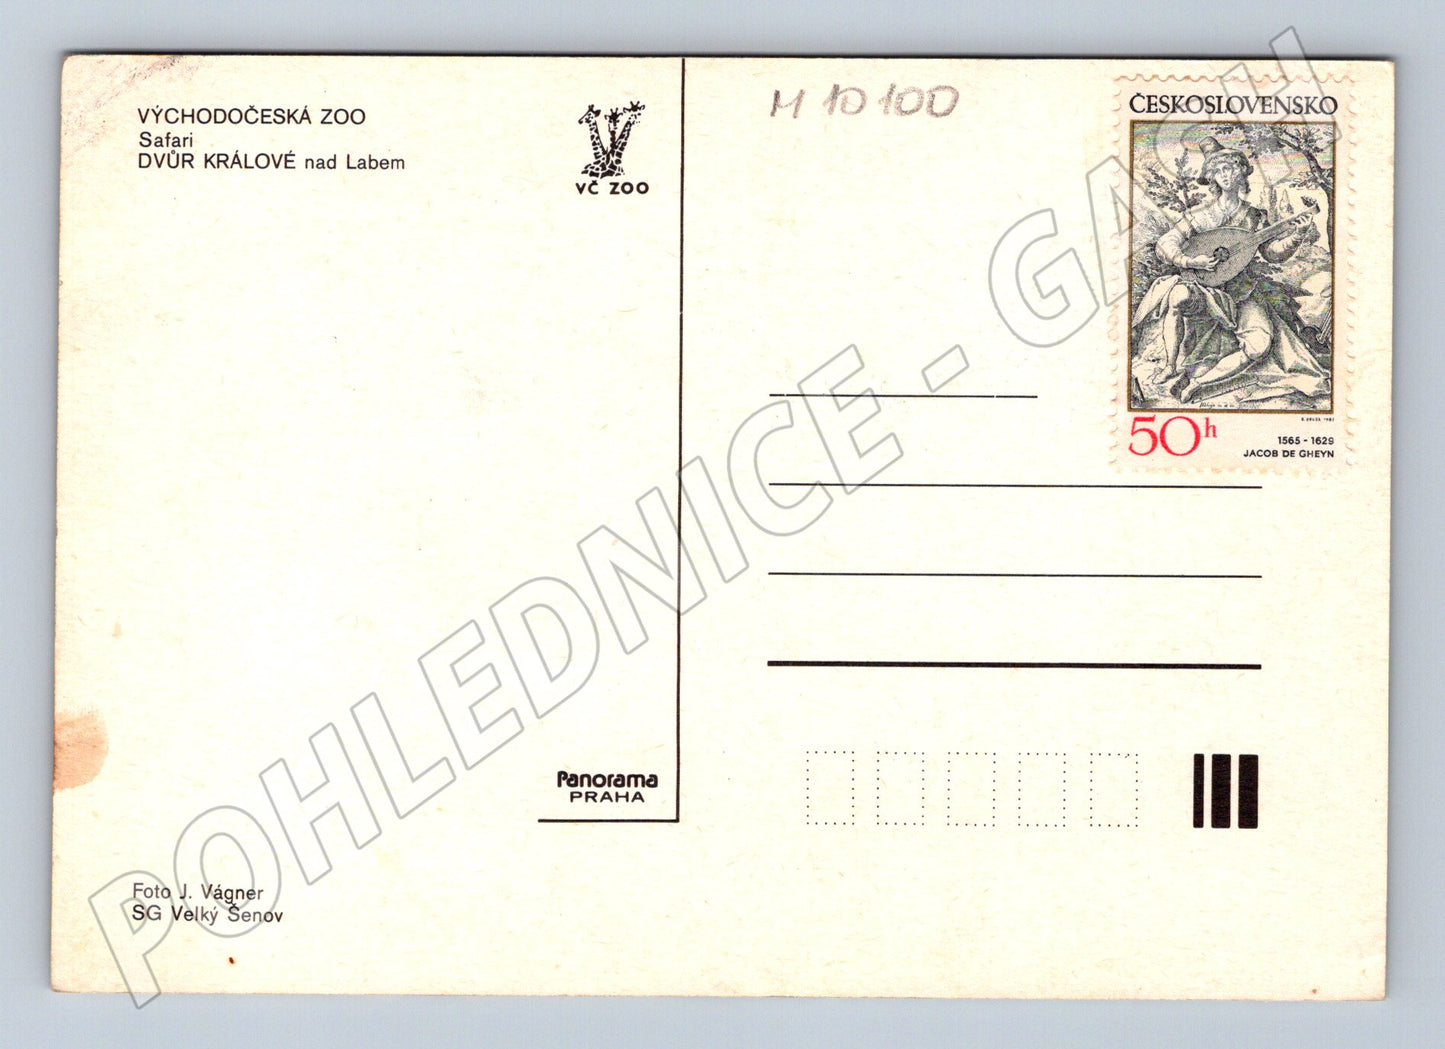 VÝCHODOČESKÁ ZOO
Safari
DVŮR KRÁLOVÉ nad Labem
VČ ZOO
M 10 100
ČESKOSLOVENSKO
50h
1565 - 1629
JACOB DE GHEYN
POHLEDNICE - GASH
Panorama
PRAHA
Foto J. Vágner
SG Velký Šenov